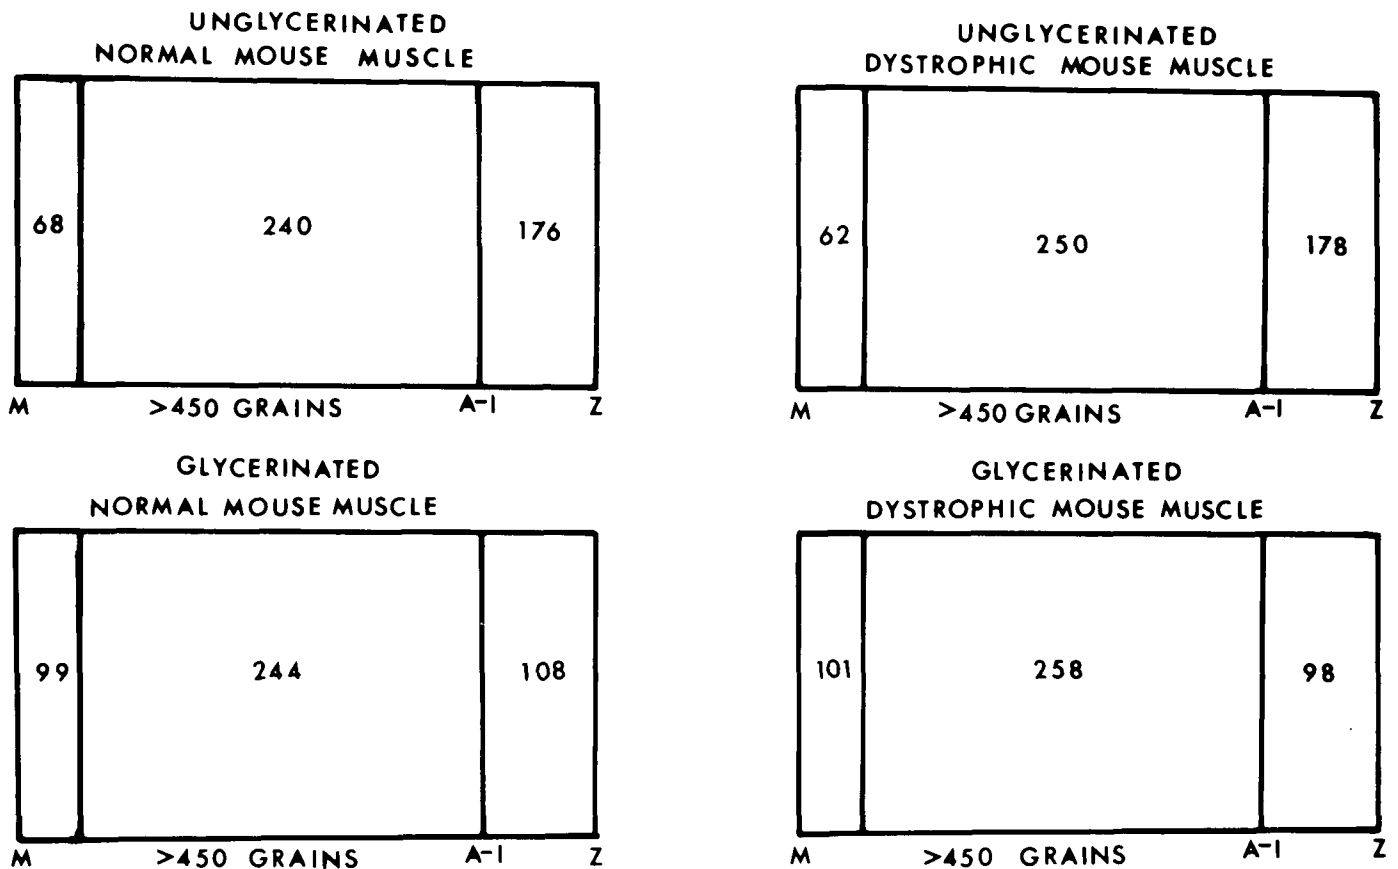 UNGLYCERINATED
NORMAL MOUSE MUSCLE
68 240 176
M >450 GRAINS A-I Z
UNGLYCERINATED
DYSTROPHIC MOUSE MUSCLE
62 250 178
M >450 GRAINS A-I Z
GLYCERINATED
NORMAL MOUSE MUSCLE
99 244 108
M >450 GRAINS A-I Z
GLYCERINATED
DYSTROPHIC MOUSE MUSCLE
101 258 98
M >450 GRAINS A-I Z